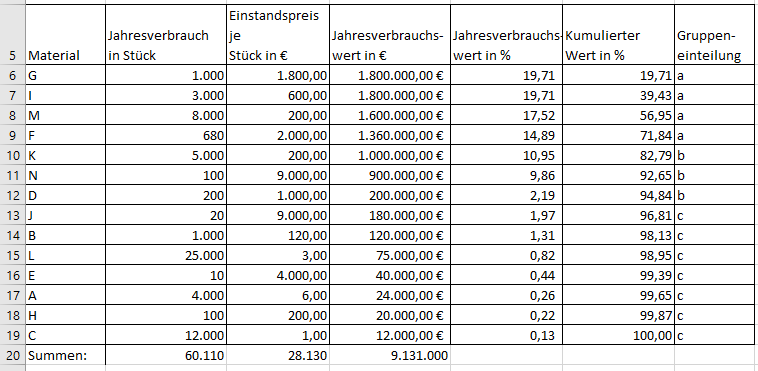 5 Material Jahresverbrauch in Stück Einstandspreis je Stück in € Jahresverbrauchs-wert in € Jahresverbrauchs-wert in % Kumulierter Wert in % Gruppen-einteilung
6 G 1.000 1.800,00 1.800.000,00 € 19,71 19,71 a
7 I 3.000 600,00 1.800.000,00 € 19,71 39,43 a
8 M 8.000 200,00 1.600.000,00 € 17,52 56,95 a
9 F 680 2.000,00 1.360.000,00 € 14,89 71,84 a
10 K 5.000 200,00 1.000.000,00 € 10,95 82,79 b
11 N 100 9.000,00 900.000,00 € 9,86 92,65 b
12 D 200 1.000,00 200.000,00 € 2,19 94,84 b
13 J 20 9.000,00 180.000,00 € 1,97 96,81 c
14 B 1.000 120,00 120.000,00 € 1,31 98,13 c
15 L 25.000 3,00 75.000,00 € 0,82 98,95 c
16 E 10 4.000,00 40.000,00 € 0,44 99,39 c
17 A 4.000 6,00 24.000,00 € 0,26 99,65 c
18 H 100 200,00 20.000,00 € 0,22 99,87 c
19 C 12.000 1,00 12.000,00 € 0,13 100,00 c
20 Summen: 60.110 28.130 9.131.000